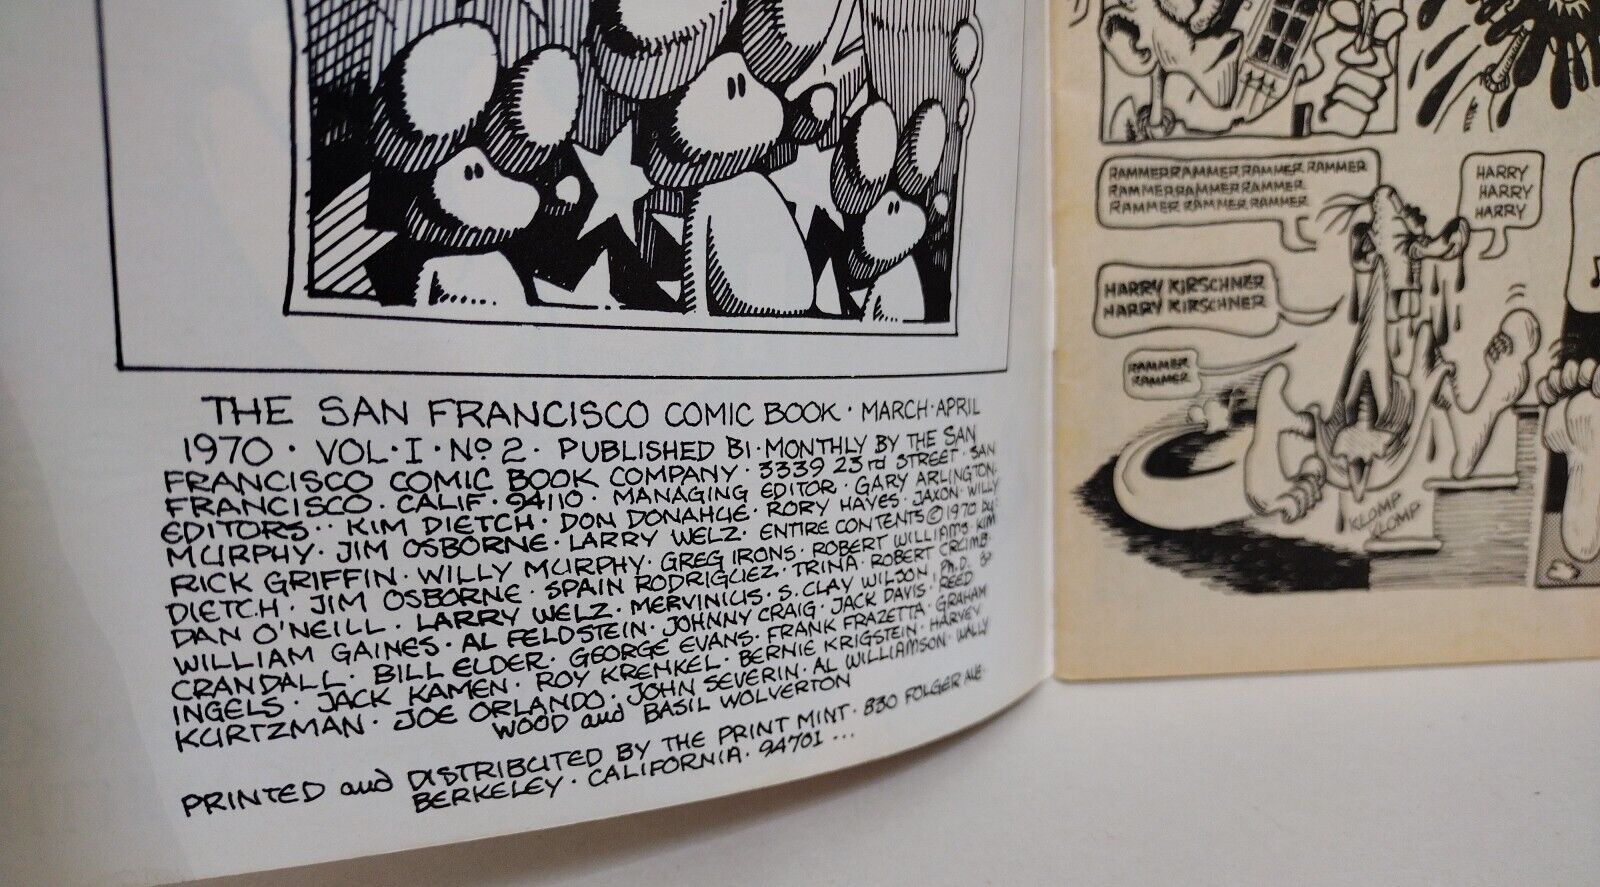 THE SAN FRANCISCO COMIC BOOK · MARCH · APRIL
1970 · VOL · I · No 2 · PUBLISHED BI · MONTHLY BY THE SAN
FRANCISCO COMIC BOOK COMPANY · 3339 23rd STREET · SAN
FRANCISCO · CALIF · 94110 · MANAGING EDITOR · GARY ARLINGTON ·
EDITORS · · KIM DIETCH · DON DONAHUE · RORY HAYES · JAXON · WILLY
MURPHY · JIM OSBORNE · LARRY WELZ · ENTIRE CONTENTS © 1970 by:
RICK GRIFFIN · WILLY MURPHY · GREG IRONS · ROBERT WILLIAMS · KIM
DIETCH · JIM OSBORNE · SPAIN RODRIGUEZ · TRINA · ROBERT CRUMB ·
DAN O'NEILL · LARRY WELZ · MERVINIUS · S. CLAY WILSON, Ph.D. &
WILLIAM GAINES · AL FELDSTEIN · JOHNNY CRAIG · JACK DAVIS · REED
CRANDALL · BILL ELDER · GEORGE EVANS · FRANK FRAZETTA · GRAHAM
INGELS · JACK KAMEN · ROY KRENKEL · BERNIE KRIGSTEIN · HARVEY
KURTZMAN · JOE ORLANDO · JOHN SEVERIN · AL WILLIAMSON · WALLY
WOOD and BASIL WOLVERTON
PRINTED and DISTRIBUTED BY THE PRINT MINT · 830 FOLGER AVE ·
BERKELEY · CALIFORNIA · 94701 ...
RAMMERRAMMERRAMMER RAMMER
RAMMERRAMMERRAMMER
RAMMER RAMMER RAMMER
HARRY
HARRY
HARRY
HARRY KIRSCHNER
HARRY KIRSCHNER
RAMMER
RAMMER
KLOMP
KLOMP